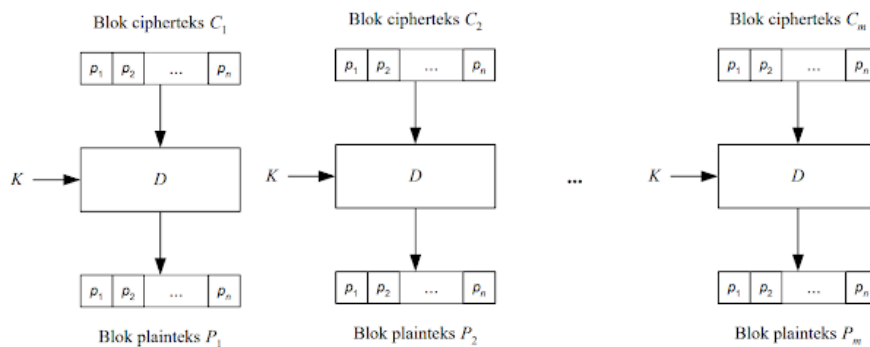 Blok cipherteks C1 Blok cipherteks C2 Blok cipherteks Cm
p1 p2 ... pn p1 p2 ... pn p1 p2 ... pn
K D K D ... K D
p1 p2 ... pn p1 p2 ... pn p1 p2 ... pn
Blok plainteks P1 Blok plainteks P2 Blok plainteks Pm